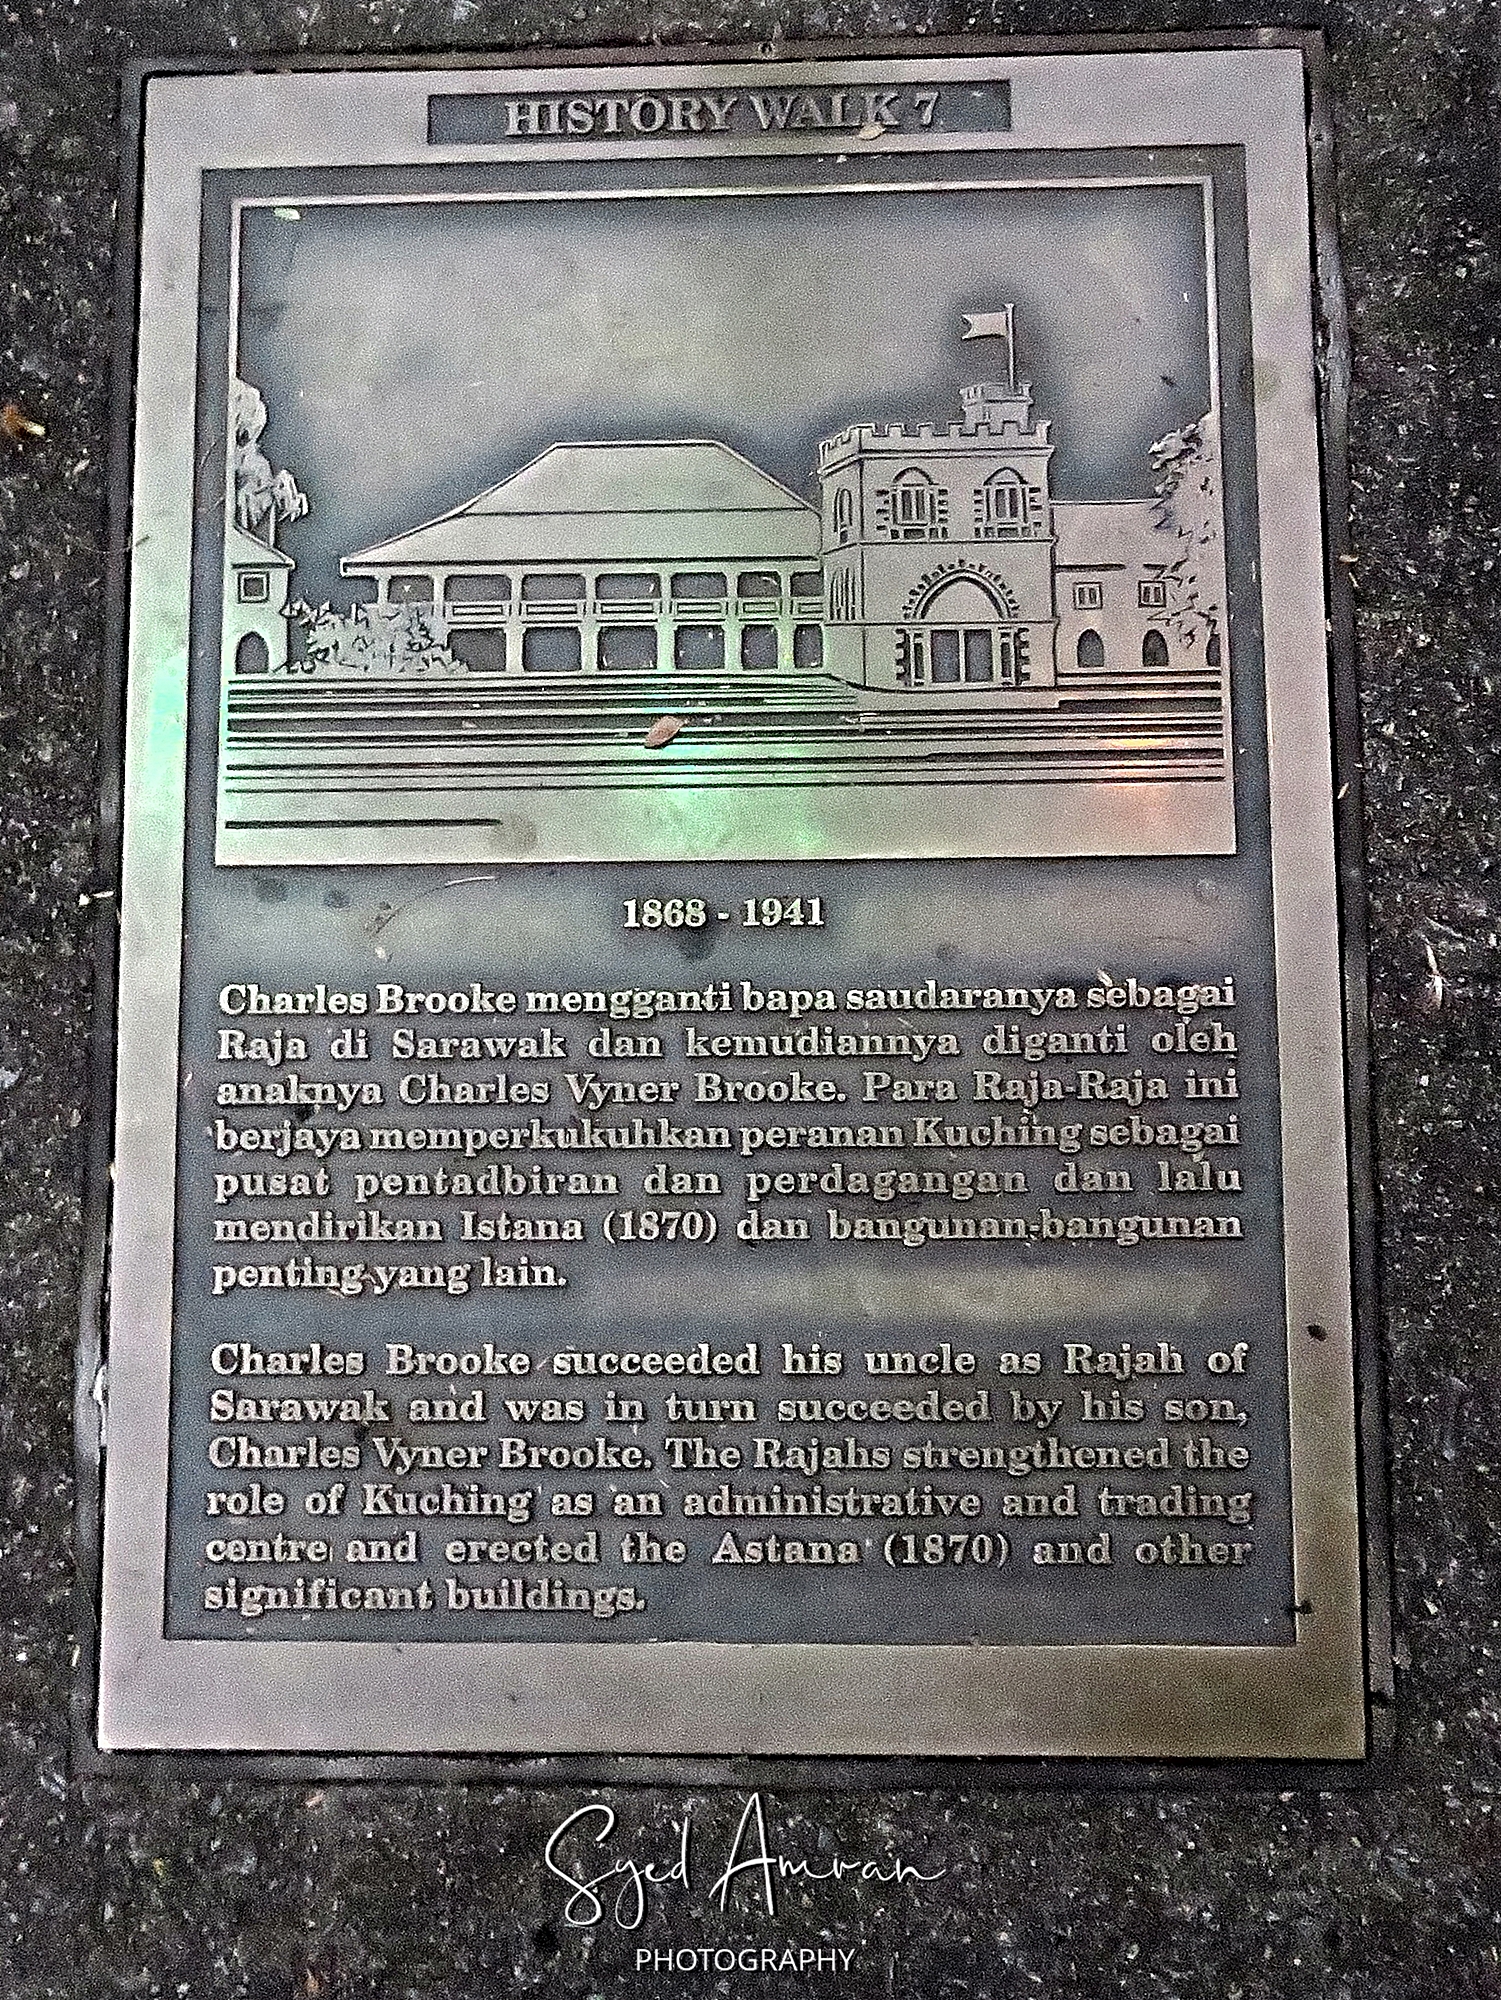 HISTORY WALK 7
1868 - 1941
Charles Brooke mengganti bapa saudaranya sebagai
Raja di Sarawak dan kemudiannya diganti oleh
anaknya Charles Vyner Brooke. Para Raja-Raja ini
berjaya memperkukuhkan peranan Kuching sebagai
pusat pentadbiran dan perdagangan dan lalu
mendirikan Istana (1870) dan bangunan-bangunan
penting yang lain.
Charles Brooke succeeded his uncle as Rajah of
Sarawak and was in turn succeeded by his son,
Charles Vyner Brooke. The Rajahs strengthened the
role of Kuching as an administrative and trading
centre and erected the Astana (1870) and other
significant buildings.
Syed Amran
PHOTOGRAPHY